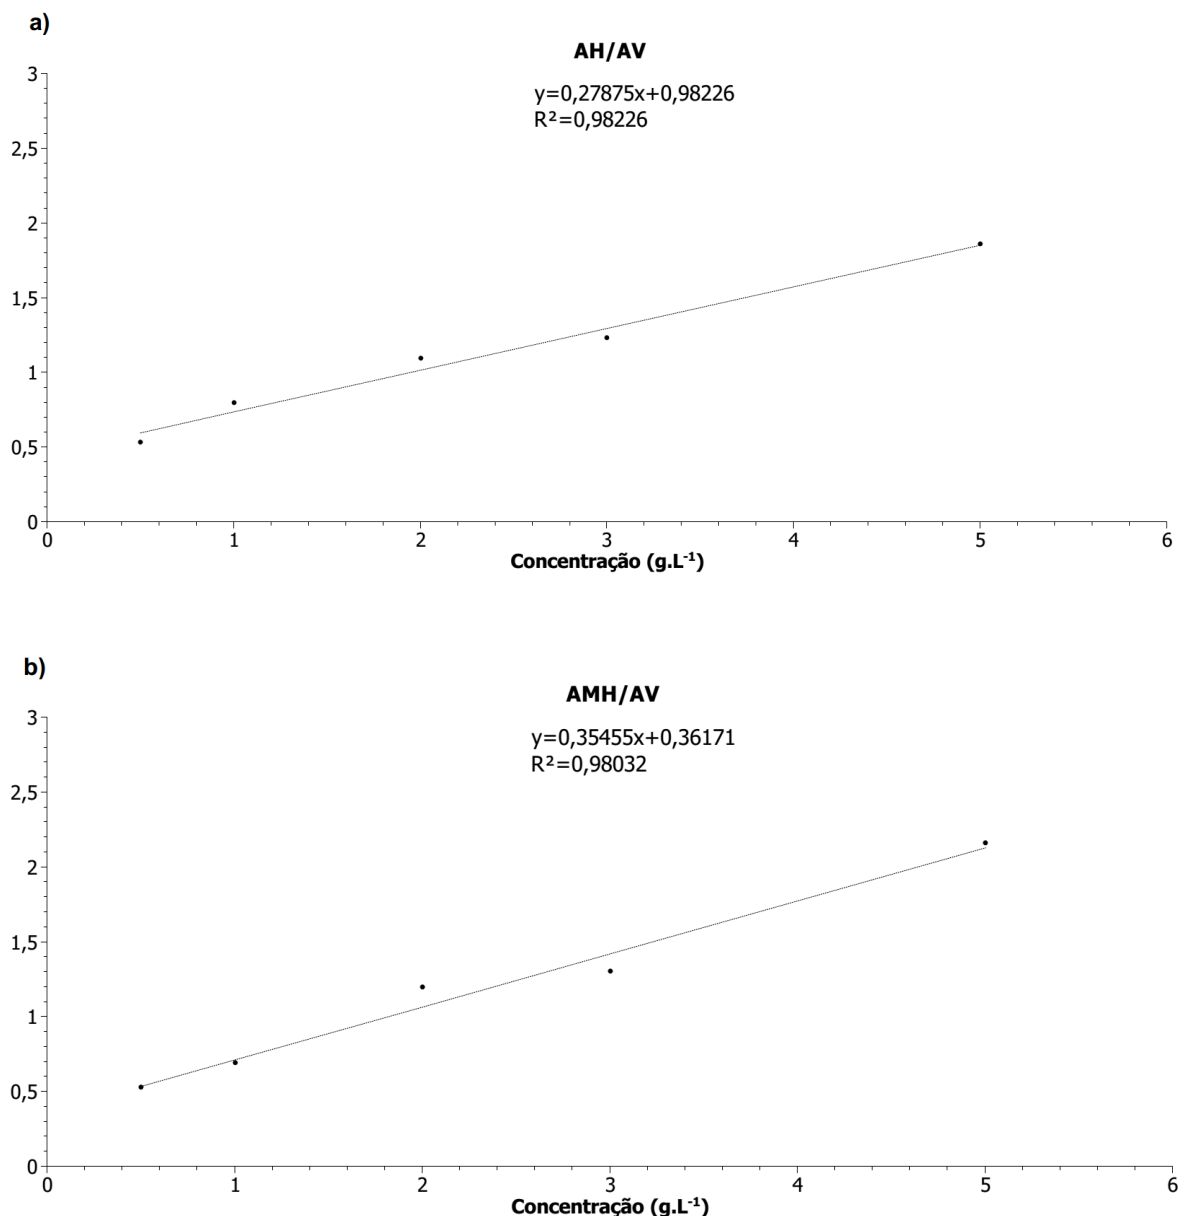 a)
AH/AV
y=0,27875x+0,98226
R²=0,98226
3
2,5
2
1,5
1
0,5
0
0 1 2 3 4 5 6
Concentração (g.L⁻¹)
b)
AMH/AV
y=0,35455x+0,36171
R²=0,98032
3
2,5
2
1,5
1
0,5
0
0 1 2 3 4 5 6
Concentração (g.L⁻¹)